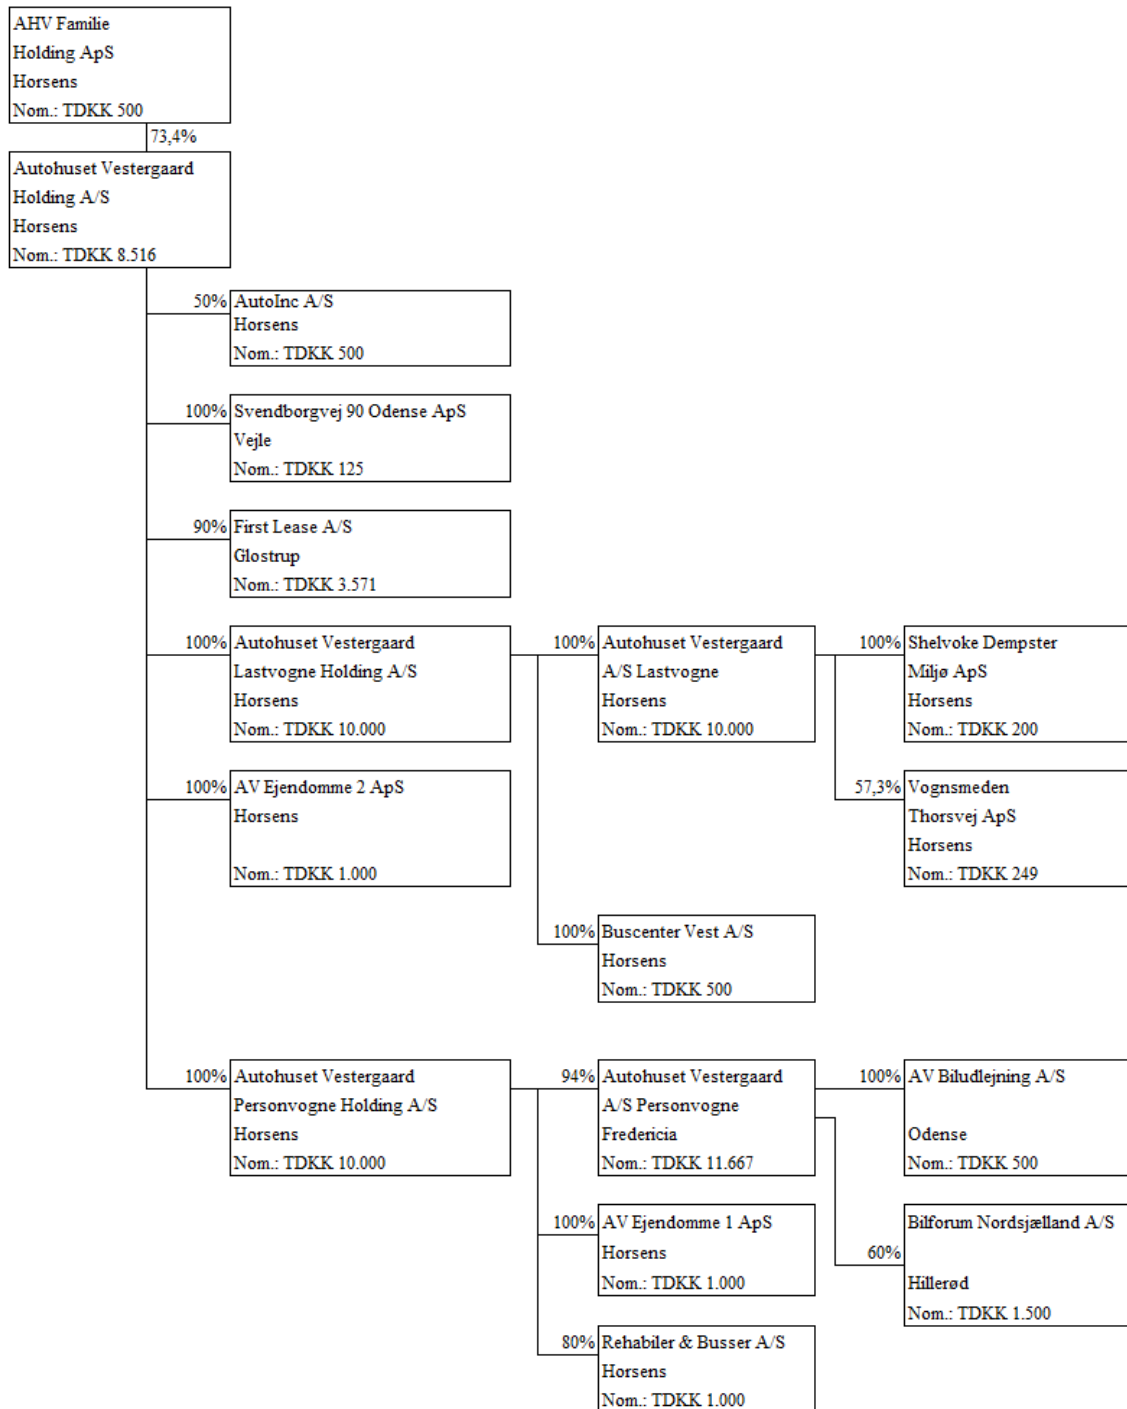 AHV Familie
Holding ApS
Horsens
Nom.: TDKK 500
73,4%
Autohuset Vestergaard
Holding A/S
Horsens
Nom.: TDKK 8.516
50%
AutoInc A/S
Horsens
Nom.: TDKK 500
100%
Svendborgvej 90 Odense ApS
Vejle
Nom.: TDKK 125
90%
First Lease A/S
Glostrup
Nom.: TDKK 3.571
100%
Autohuset Vestergaard
Lastvogne Holding A/S
Horsens
Nom.: TDKK 10.000
100%
Autohuset Vestergaard
A/S Lastvogne
Horsens
Nom.: TDKK 10.000
100%
Shelvoke Dempster
Miljø ApS
Horsens
Nom.: TDKK 200
100%
AV Ejendomme 2 ApS
Horsens
Nom.: TDKK 1.000
57,3%
Vognsmeden
Thorsvej ApS
Horsens
Nom.: TDKK 249
100%
Buscenter Vest A/S
Horsens
Nom.: TDKK 500
100%
Autohuset Vestergaard
Personvogne Holding A/S
Horsens
Nom.: TDKK 10.000
94%
Autohuset Vestergaard
A/S Personvogne
Fredericia
Nom.: TDKK 11.667
100%
AV Biludlejning A/S
Odense
Nom.: TDKK 500
100%
AV Ejendomme 1 ApS
Horsens
Nom.: TDKK 1.000
60%
Bilforum Nordsjælland A/S
Hillerød
Nom.: TDKK 1.500
80%
Rehabiler & Busser A/S
Horsens
Nom.: TDKK 1.000